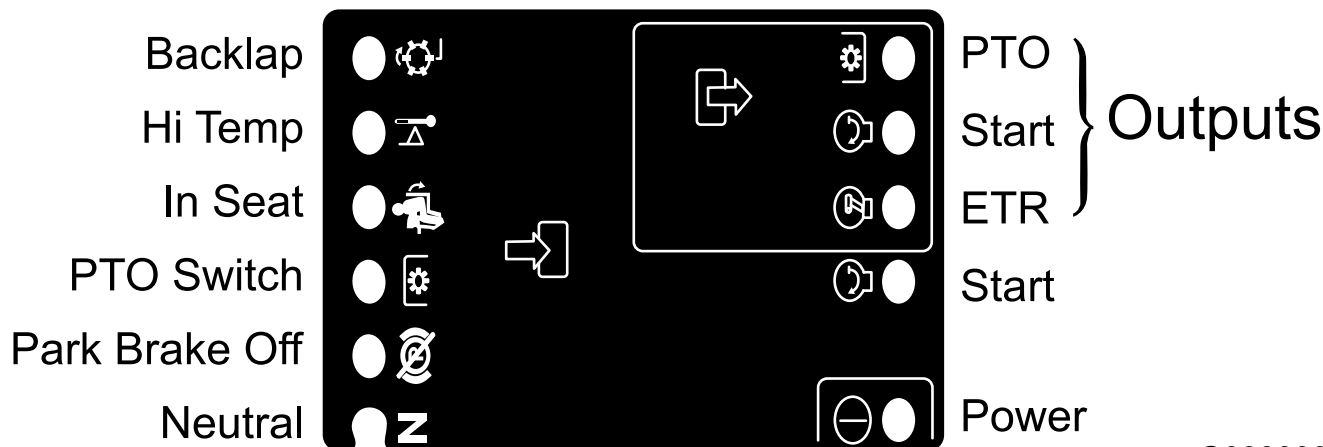 Backlap
Hi Temp
In Seat
PTO Switch
Park Brake Off
Neutral
N
PTO
Start
ETR
Outputs
Start
Power